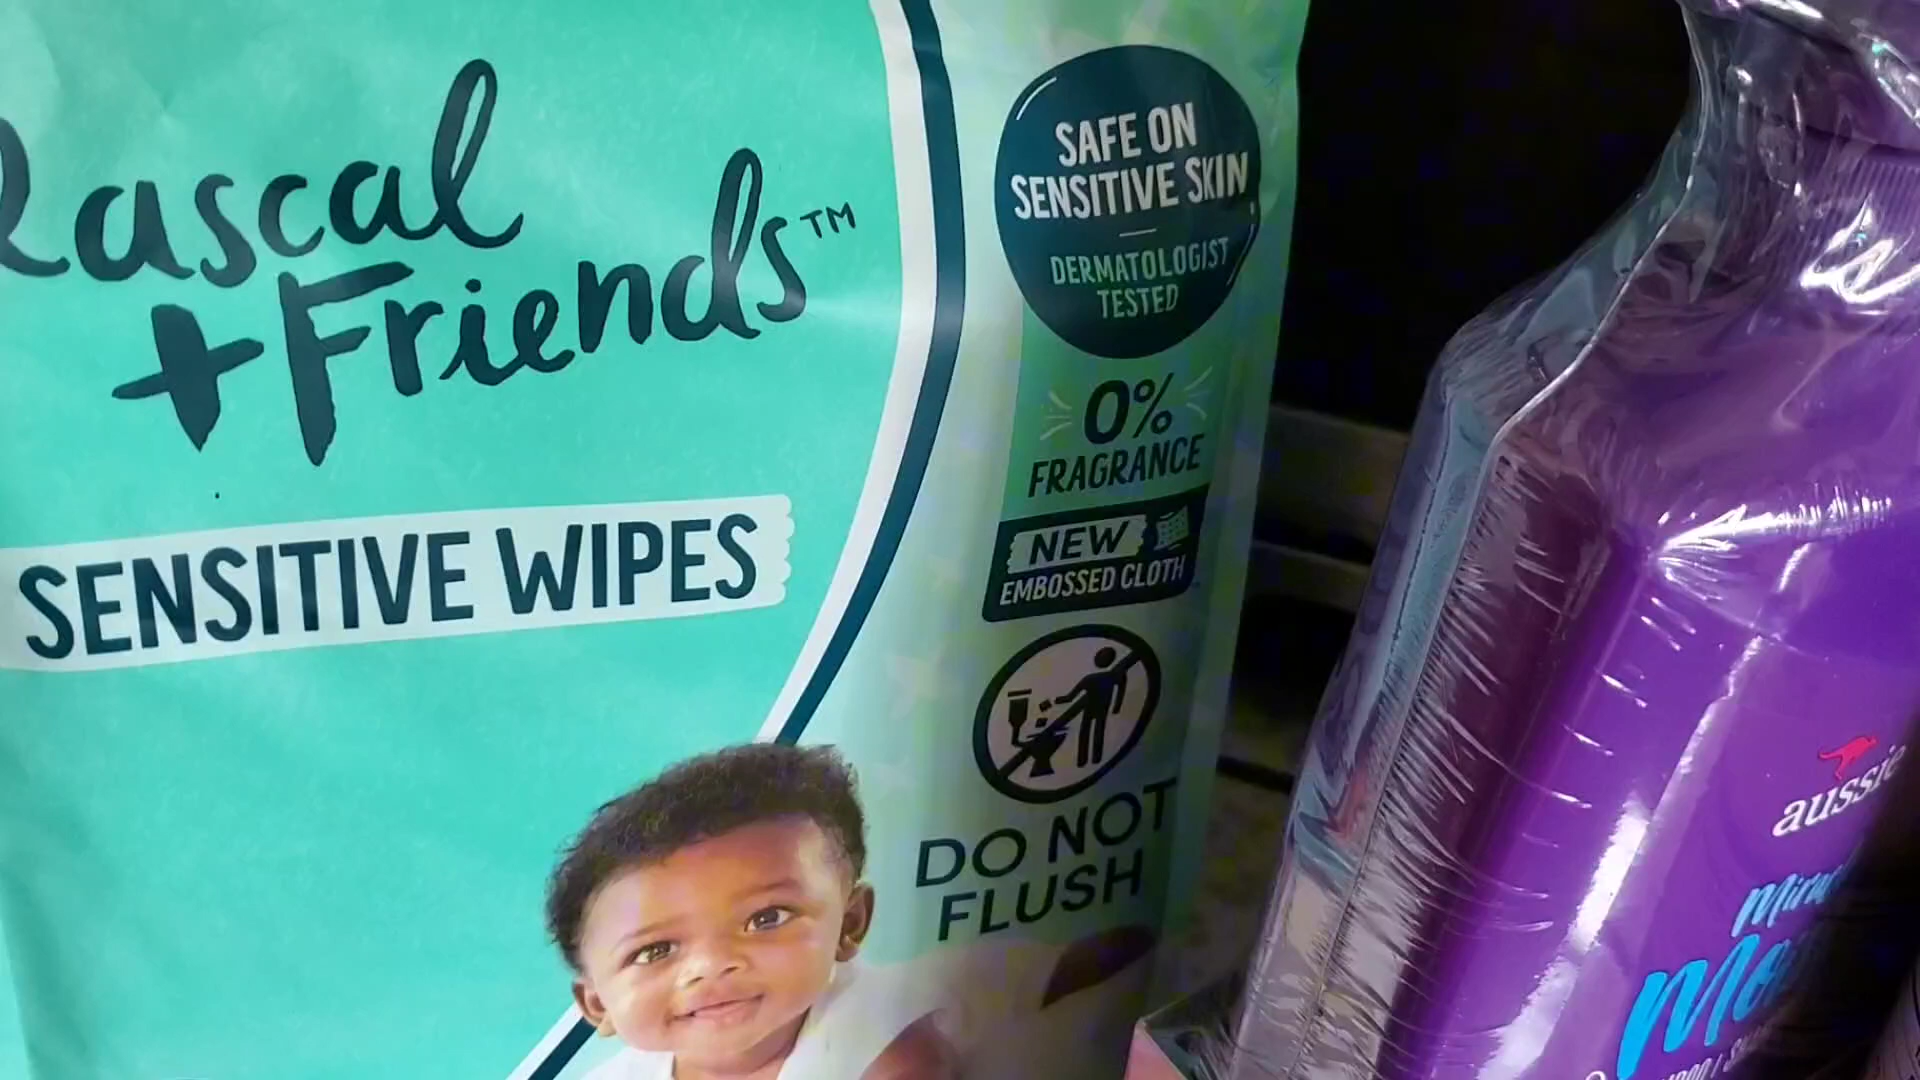 Rascal
+Friends™
SENSITIVE WIPES
SAFE ON
SENSITIVE SKIN
DERMATOLOGIST
TESTED
0%
FRAGRANCE
NEW
EMBOSSED CLOTH
DO NOT
FLUSH
aussie